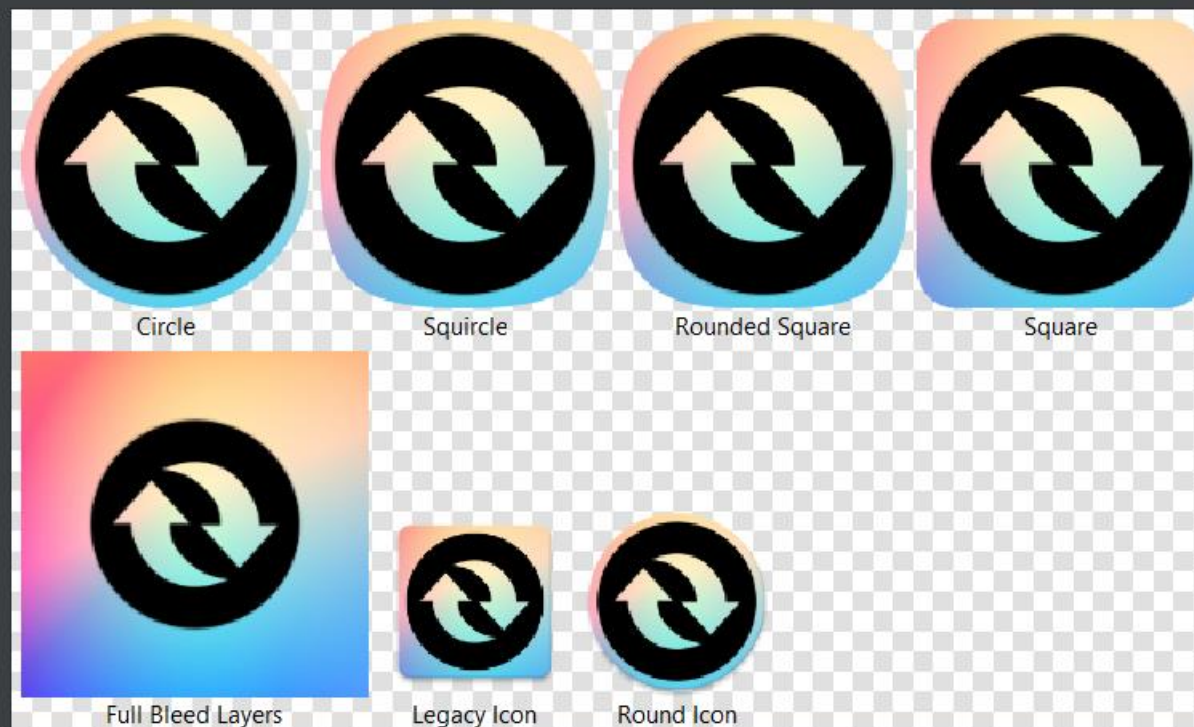 Circle
Squircle
Rounded Square
Square
Full Bleed Layers
Legacy Icon
Round Icon